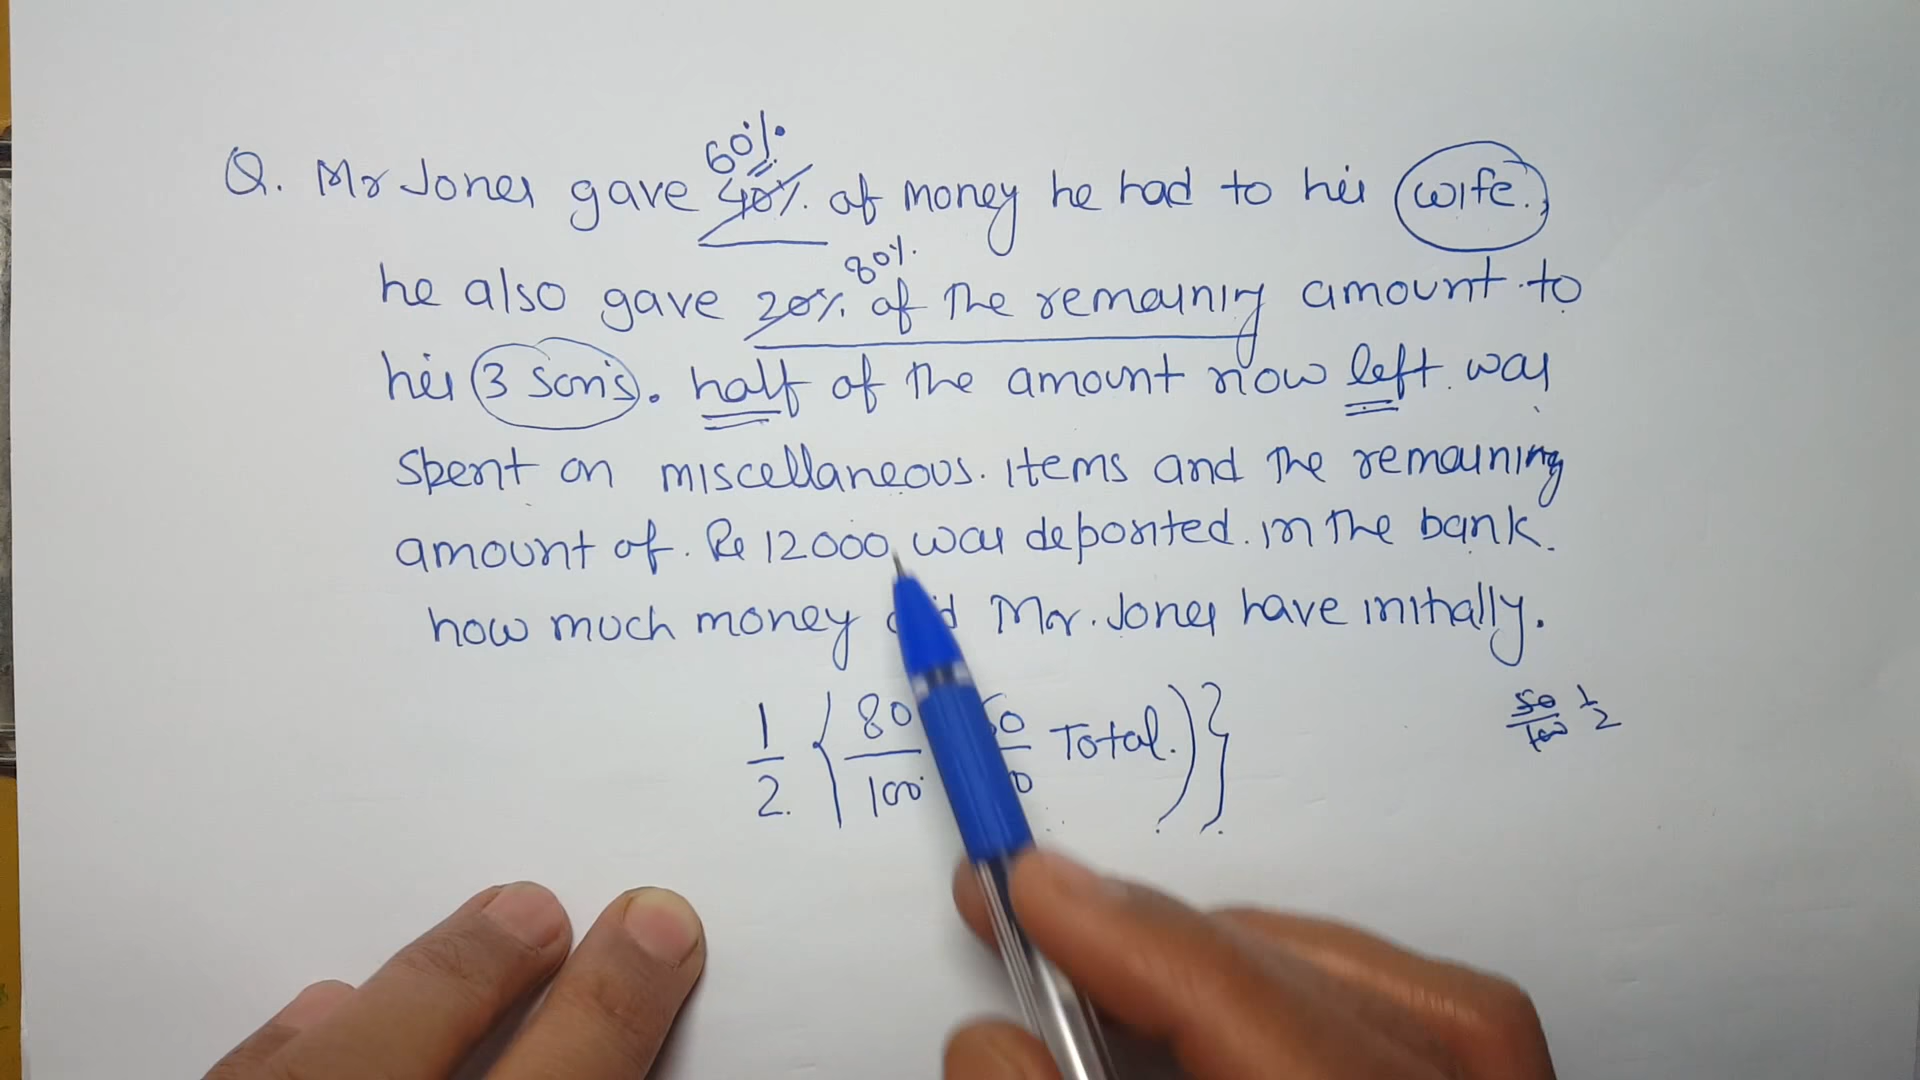 60%
Q. Mr Jones gave 40% of money he had to his wife.
80%
he also gave 20% of the remaining amount to
his 3 son's. half of the amount now left was
spent on miscellaneous items and the remaining
amount of Rs 12000 was deposited in the bank.
how much money did Mr. Jones have initially.
1/2 { 80/100 Total.)}
50/100 1/2